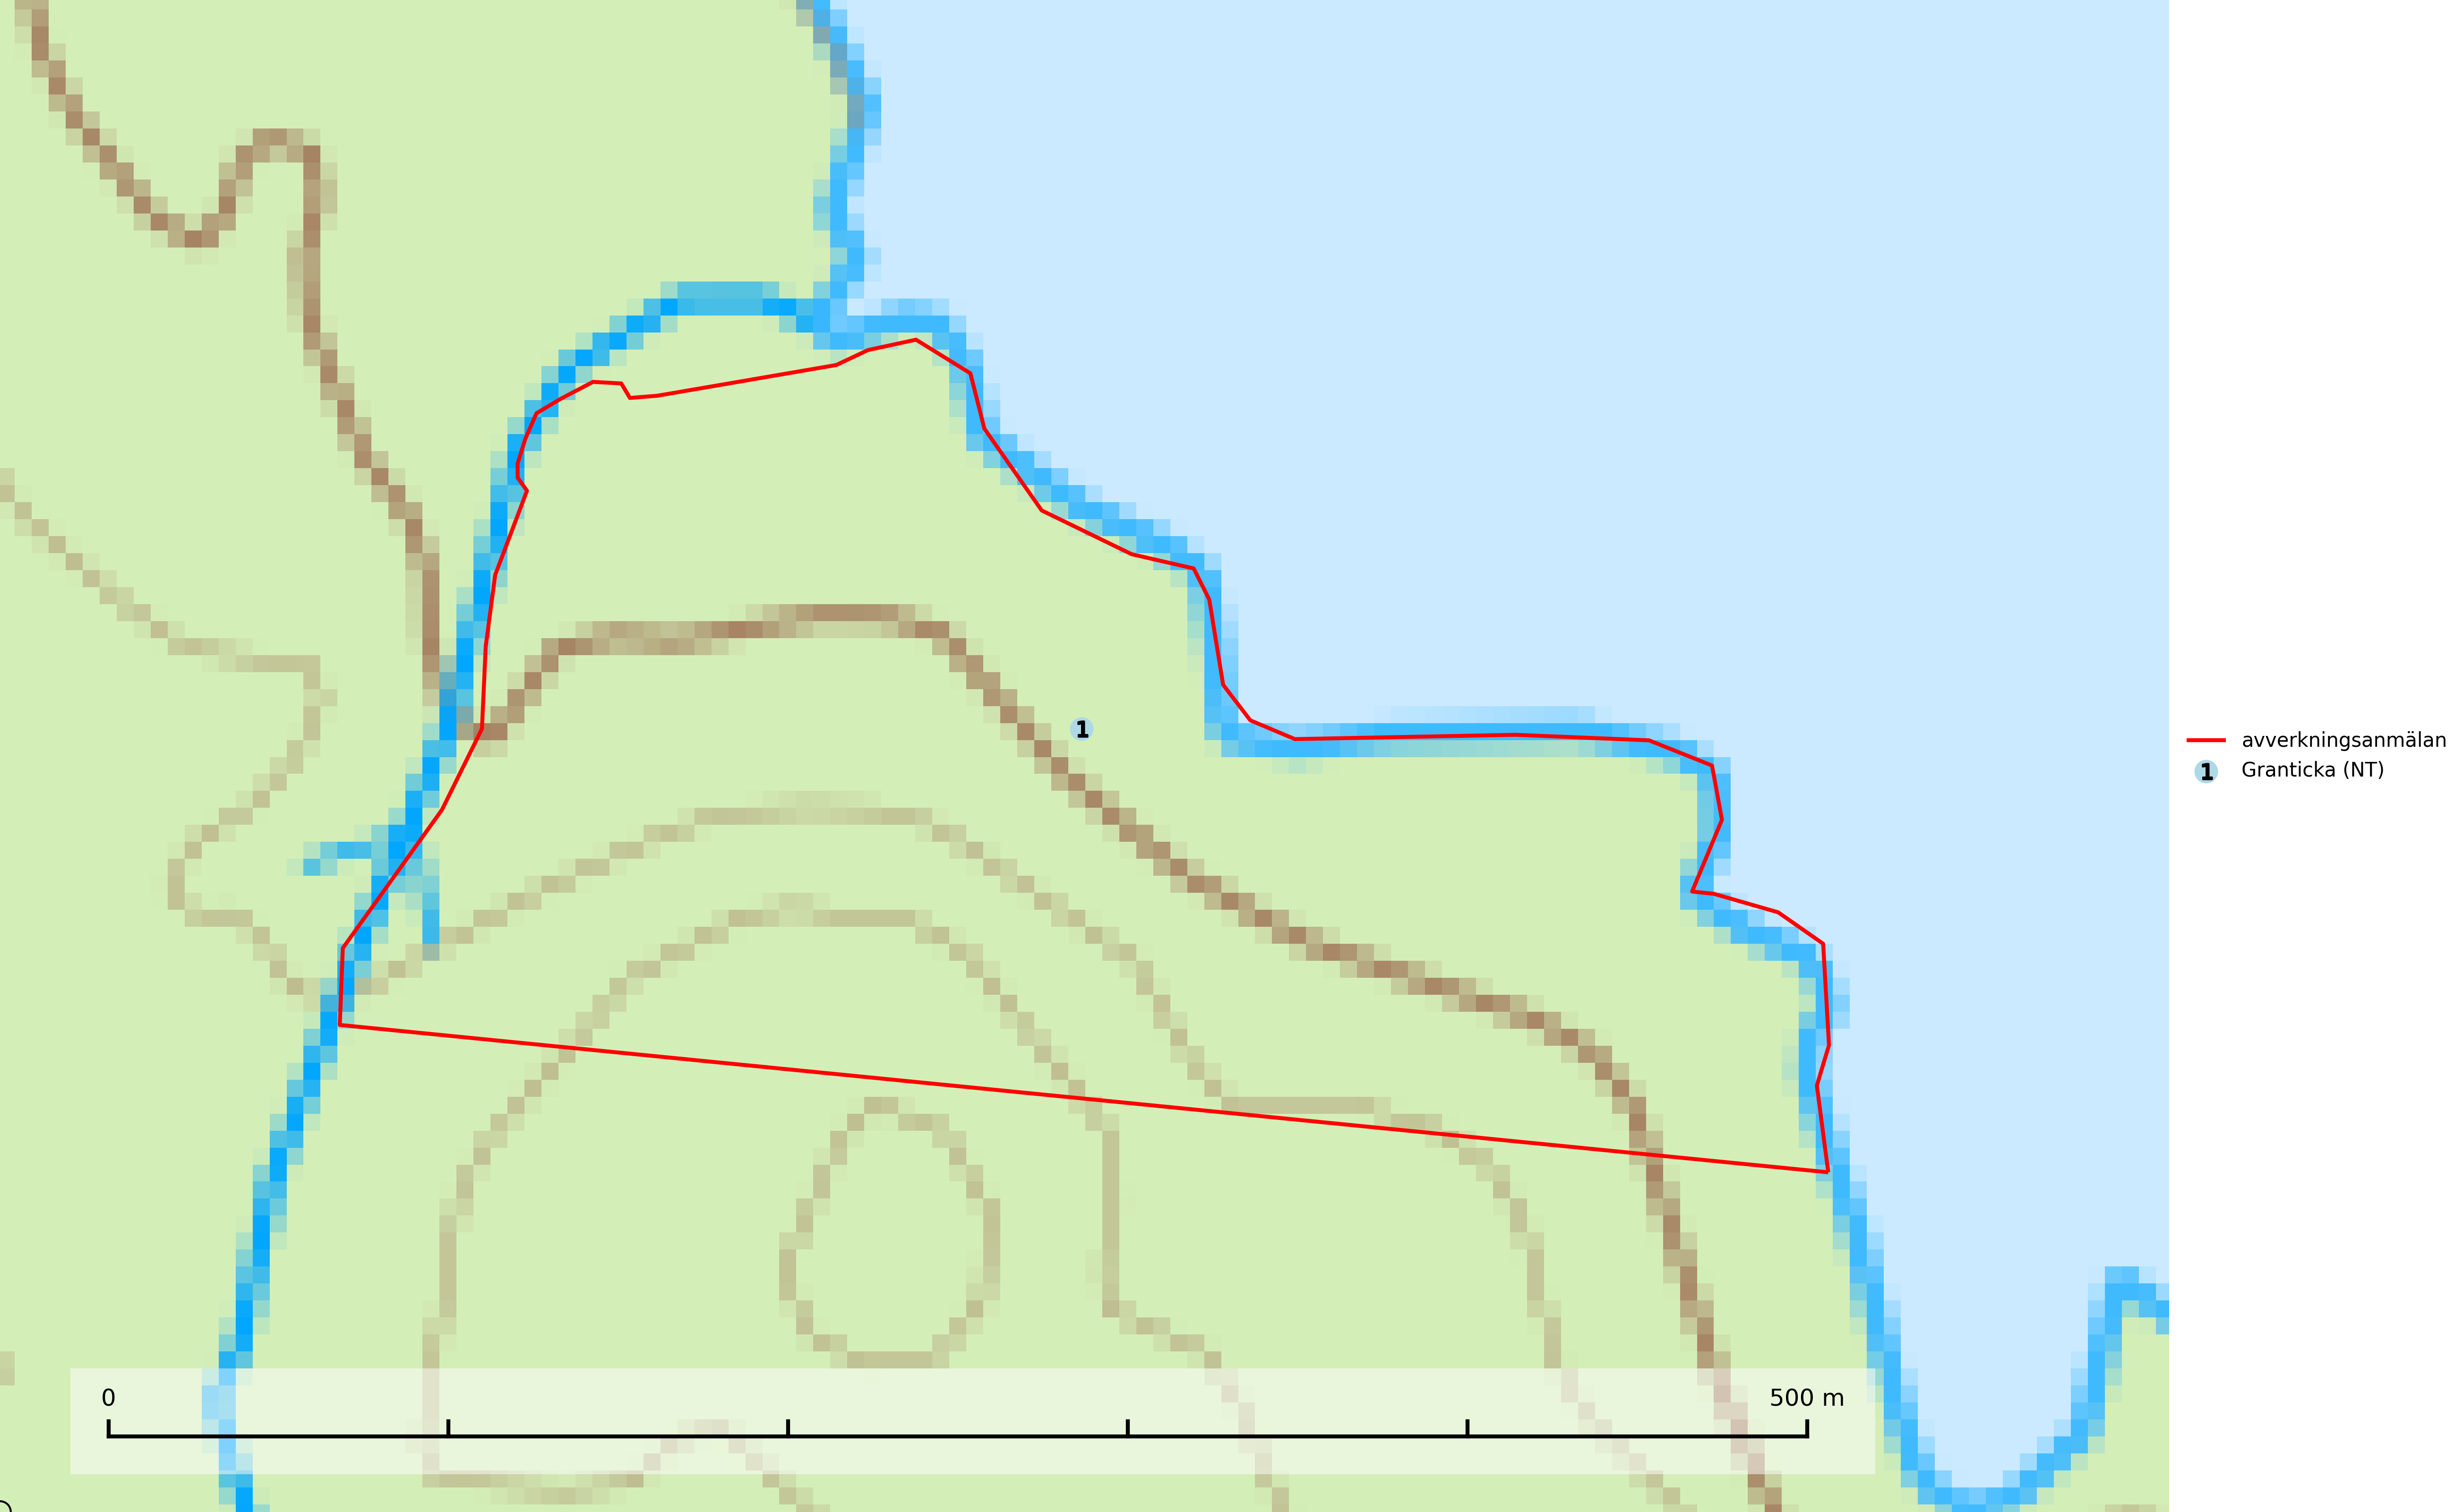 1
avverkningsanmälan
1 Granticka (NT)
0 500 m